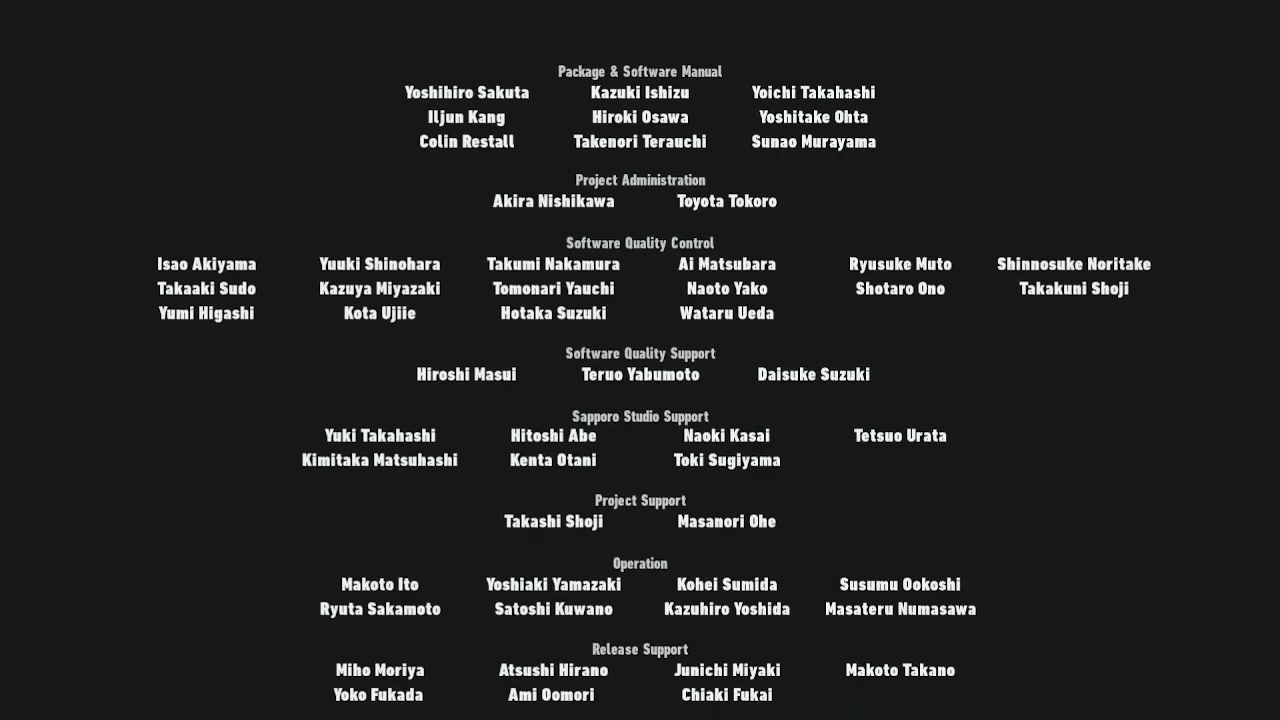 Package & Software Manual
Yoshihiro Sakuta Kazuki Ishizu Yoichi Takahashi
Iljun Kang Hiroki Osawa Yoshitake Ohta
Colin Restall Takenori Terauchi Sunao Murayama
Project Administration
Akira Nishikawa Toyota Tokoro
Software Quality Control
Isao Akiyama Yuuki Shinohara Takumi Nakamura Ai Matsubara Ryusuke Muto Shinnosuke Noritake
Takaaki Sudo Kazuya Miyazaki Tomonari Yauchi Naoto Yako Shotaro Ono Takakuni Shoji
Yumi Higashi Kota Ujiie Hotaka Suzuki Wataru Ueda
Software Quality Support
Hiroshi Masui Teruo Yabumoto Daisuke Suzuki
Sapporo Studio Support
Yuki Takahashi Hitoshi Abe Naoki Kasai Tetsuo Urata
Kimitaka Matsuhashi Kenta Otani Toki Sugiyama
Project Support
Takashi Shoji Masanori Ohe
Operation
Makoto Ito Yoshiaki Yamazaki Kohei Sumida Susumu Ookoshi
Ryuta Sakamoto Satoshi Kuwano Kazuhiro Yoshida Masateru Numasawa
Release Support
Miho Moriya Atsushi Hirano Junichi Miyaki Makoto Takano
Yoko Fukada Ami Oomori Chiaki Fukai